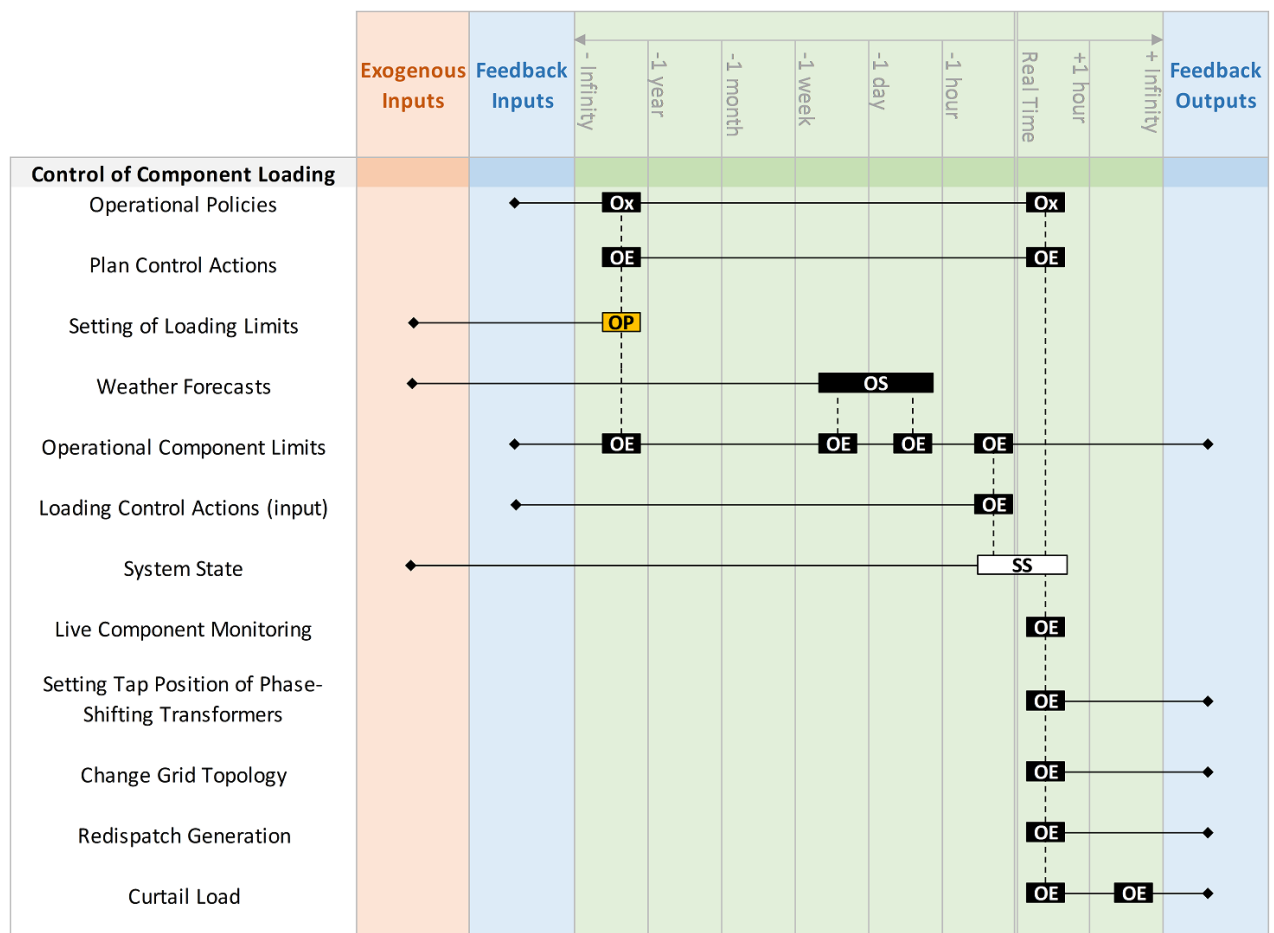 Exogenous
Inputs
Feedback
Inputs
- Infinity
-1 year
-1 month
-1 week
-1 day
-1 hour
Real Time
+1 hour
+ Infinity
Feedback
Outputs
Control of Component Loading
Operational Policies Ox Ox
Plan Control Actions OE OE
Setting of Loading Limits OP
Weather Forecasts OS
Operational Component Limits OE OE OE OE
Loading Control Actions (input) OE
System State SS
Live Component Monitoring OE
Setting Tap Position of Phase-
Shifting Transformers OE
Change Grid Topology OE
Redispatch Generation OE
Curtail Load OE OE